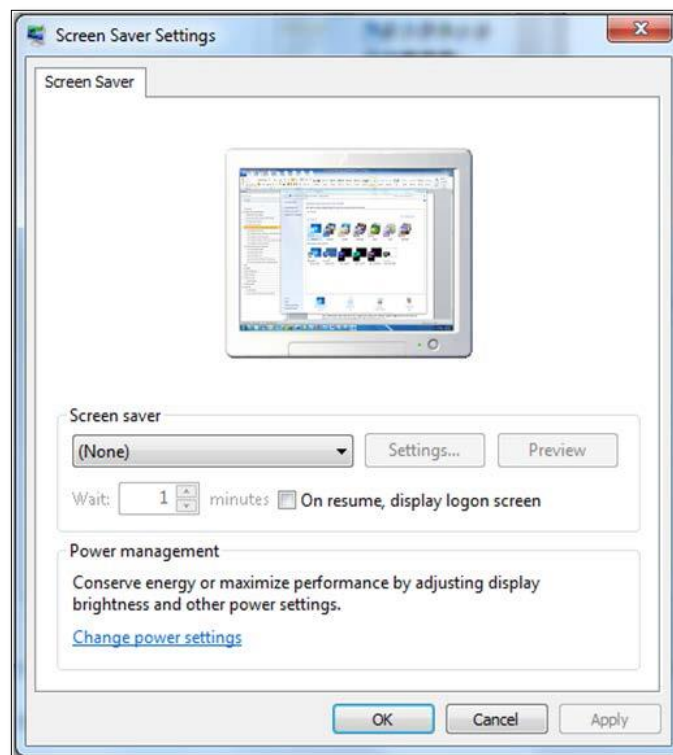 Screen Saver Settings
Screen Saver
Screen saver
(None)
Settings...
Preview
Wait: 1 minutes On resume, display logon screen
Power management
Conserve energy or maximize performance by adjusting display
brightness and other power settings.
Change power settings
OK
Cancel
Apply